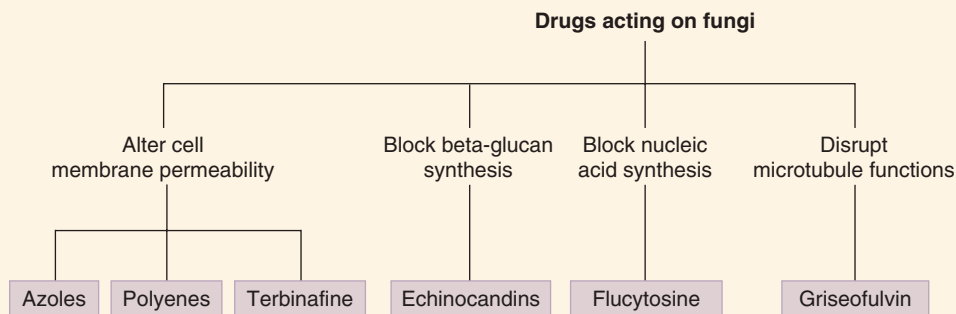 Drugs acting on fungi
Alter cell
membrane permeability
Block beta-glucan
synthesis
Block nucleic
acid synthesis
Disrupt
microtubule functions
Azoles
Polyenes
Terbinafine
Echinocandins
Flucytosine
Griseofulvin